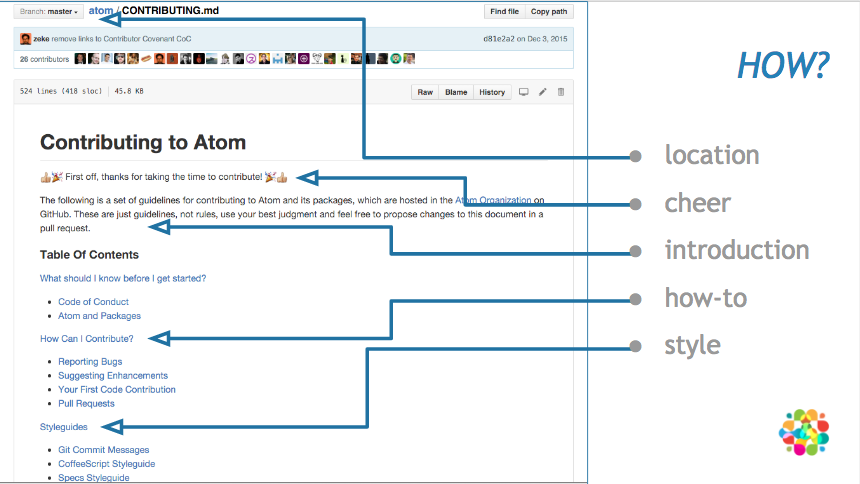 Branch: master
atom / CONTRIBUTING.md
Find file
Copy path
zeke remove links to Contributor Covenant CoC
d81e2a2 on Dec 3, 2015
26 contributors
524 lines (418 sloc) | 45.8 KB
Raw
Blame
History
Contributing to Atom
First off, thanks for taking the time to contribute!
The following is a set of guidelines for contributing to Atom and its packages, which are hosted in the Atom Organization on
GitHub. These are just guidelines, not rules, use your best judgment and feel free to propose changes to this document in a
pull request.
Table Of Contents
What should I know before I get started?
• Code of Conduct
• Atom and Packages
How Can I Contribute?
• Reporting Bugs
• Suggesting Enhancements
• Your First Code Contribution
• Pull Requests
Styleguides
• Git Commit Messages
• CoffeeScript Styleguide
• Specs Styleguide
HOW?
location
cheer
introduction
how-to
style